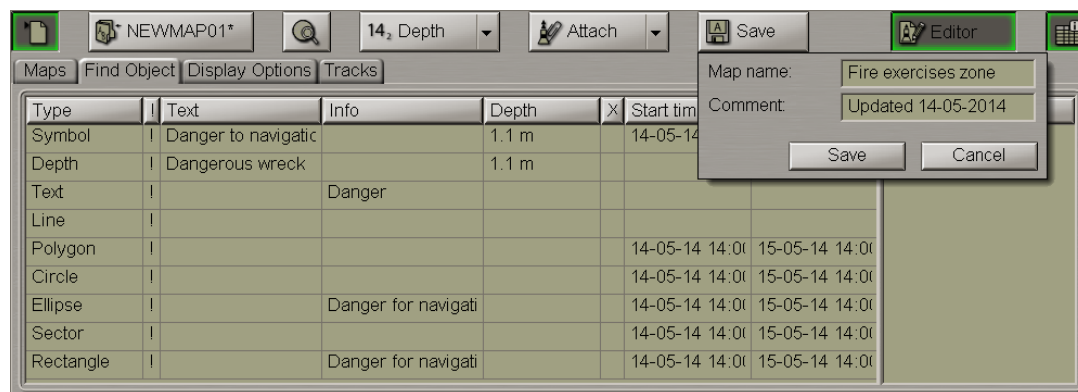 NEWMAP01* 14₂ Depth Attach Save Editor
Maps Find Object Display Options Tracks
Map name: Fire exercises zone
Comment: Updated 14-05-2014
Save Cancel
Type ! Text Info Depth X Start tim
Symbol ! Danger to navigatic 1.1 m 14-05-14
Depth ! Dangerous wreck 1.1 m
Text ! Danger
Line !
Polygon ! 14-05-14 14:0 15-05-14 14:0
Circle ! 14-05-14 14:0 15-05-14 14:0
Ellipse ! Danger for navigati 14-05-14 14:0 15-05-14 14:0
Sector ! 14-05-14 14:0 15-05-14 14:0
Rectangle ! Danger for navigati 14-05-14 14:0 15-05-14 14:0